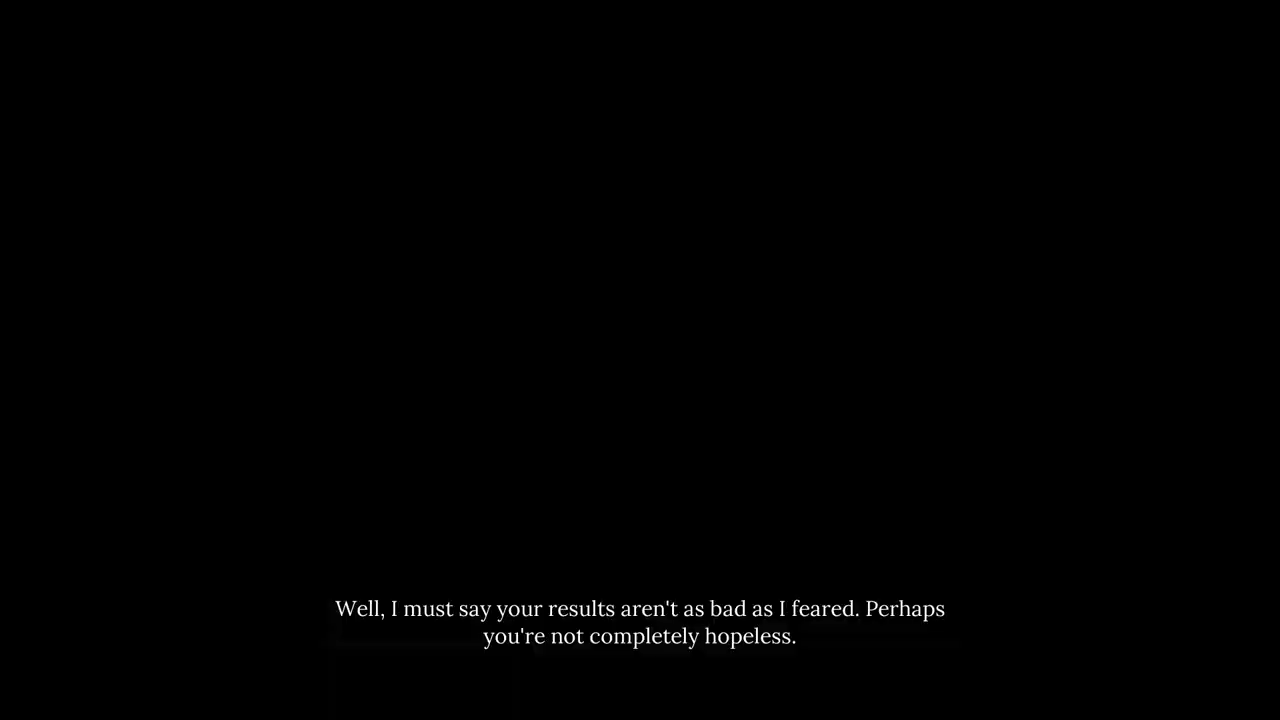 Well, I must say your results aren't as bad as I feared. Perhaps
you're not completely hopeless.